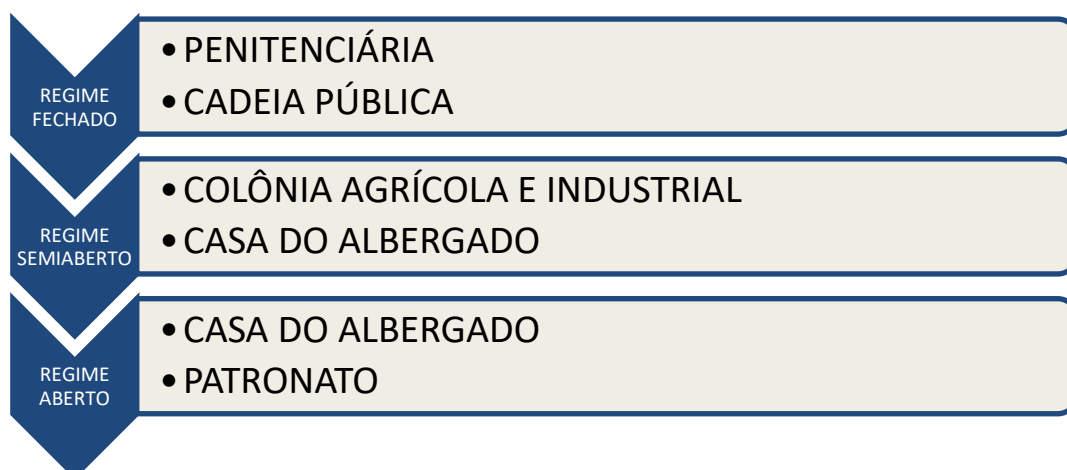 REGIME
FECHADO
• PENITENCIÁRIA
• CADEIA PÚBLICA
REGIME
SEMIABERTO
• COLÔNIA AGRÍCOLA E INDUSTRIAL
• CASA DO ALBERGADO
REGIME
ABERTO
• CASA DO ALBERGADO
• PATRONATO